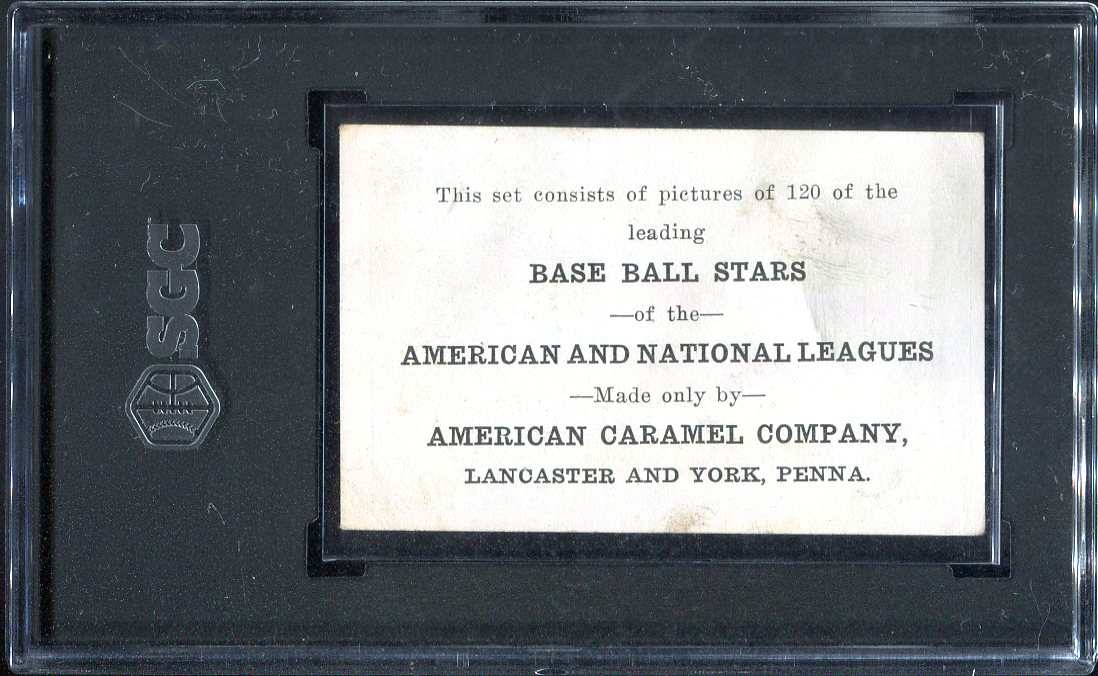 This set consists of pictures of 120 of the
leading
BASE BALL STARS
—of the—
AMERICAN AND NATIONAL LEAGUES
—Made only by—
AMERICAN CARAMEL COMPANY,
LANCASTER AND YORK, PENNA.
SGC